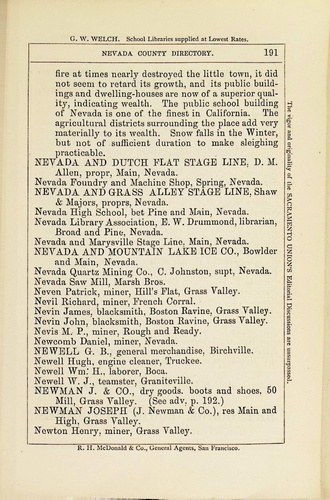 G. W. WELCH. School Libraries supplied at Lowest Rates.
NEVADA COUNTY DIRECTORY. 191
fire at times nearly destroyed the little town, it did
not seem to retard its growth, and its public build-
ings and dwelling-houses are now of a superior qual-
ity, indicating wealth. The public school building
of Nevada is one of the finest in California. The
agricultural districts surrounding the place add very
materially to its wealth. Snow falls in the Winter,
but not of sufficient duration to make sleighing
practicable.
NEVADA AND DUTCH FLAT STAGE LINE, D. M.
Allen, propr, Main, Nevada.
Nevada Foundry and Machine Shop, Spring, Nevada.
NEVADA AND GRASS ALLEY STAGE LINE, Shaw
& Majors, proprs, Nevada.
Nevada High School, bet Pine and Main, Nevada.
Nevada Library Association, E. W. Drummond, librarian,
Broad and Pine, Nevada.
Nevada and Marysville Stage Line, Main, Nevada.
NEVADA AND MOUNTAIN LAKE ICE CO., Bowlder
and Main, Nevada.
Nevada Quartz Mining Co., C. Johnston, supt, Nevada.
Nevada Saw Mill, Marsh Bros.
Neven Patrick, miner, Hill's Flat, Grass Valley.
Nevil Richard, miner, French Corral.
Nevin James, blacksmith, Boston Ravine, Grass Valley.
Nevin John, blacksmith, Boston Ravine, Grass Valley.
Nevis M. P., miner, Rough and Ready.
Newcomb Daniel, miner, Nevada.
NEWELL G. B., general merchandise, Birchville.
Newell Hugh, engine cleaner, Truckee.
Newell Wm. H., laborer, Boca.
Newell W. J., teamster, Graniteville.
NEWMAN J. & CO., dry goods. boots and shoes, 50
Mill, Grass Valley. (See adv. p. 192.)
NEWMAN JOSEPH (J. Newman & Co.), res Main and
High, Grass Valley.
Newton Henry, miner, Grass Valley.
The vigor and originality of the SACRAMENTO UNION'S Editorial Discussions are unsurpassed.
R. H. McDonald & Co., General Agents, San Francisco.